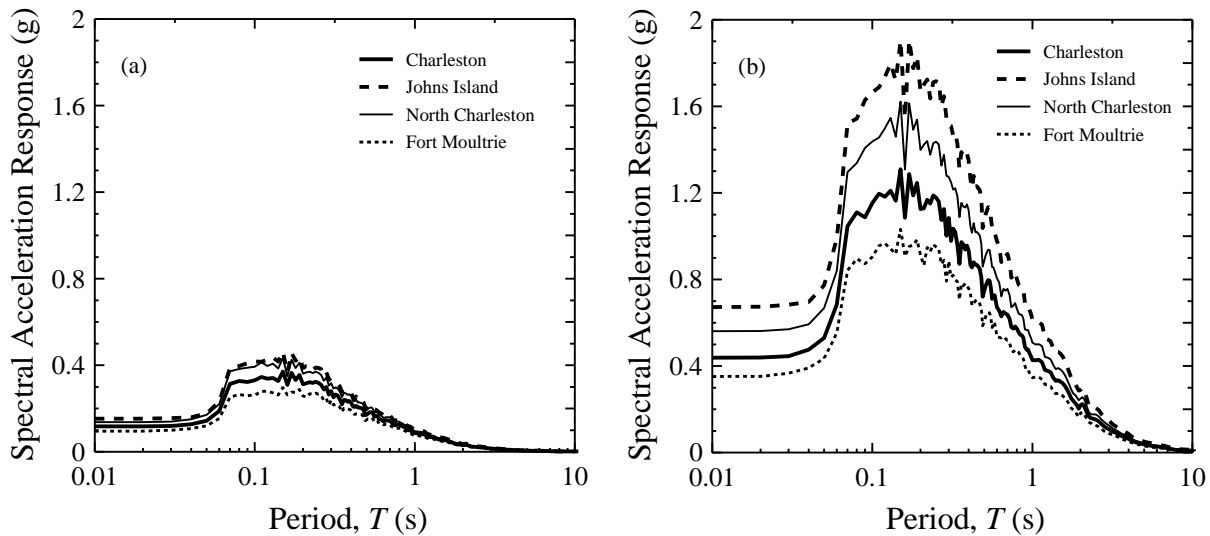 Spectral Acceleration Response (g)
2
1.6
1.2
0.8
0.4
0
(a)
Charleston
Johns Island
North Charleston
Fort Moultrie
0.01 0.1 1 10
Period, T (s)
Spectral Acceleration Response (g)
2
1.6
1.2
0.8
0.4
0
(b)
Charleston
Johns Island
North Charleston
Fort Moultrie
0.01 0.1 1 10
Period, T (s)